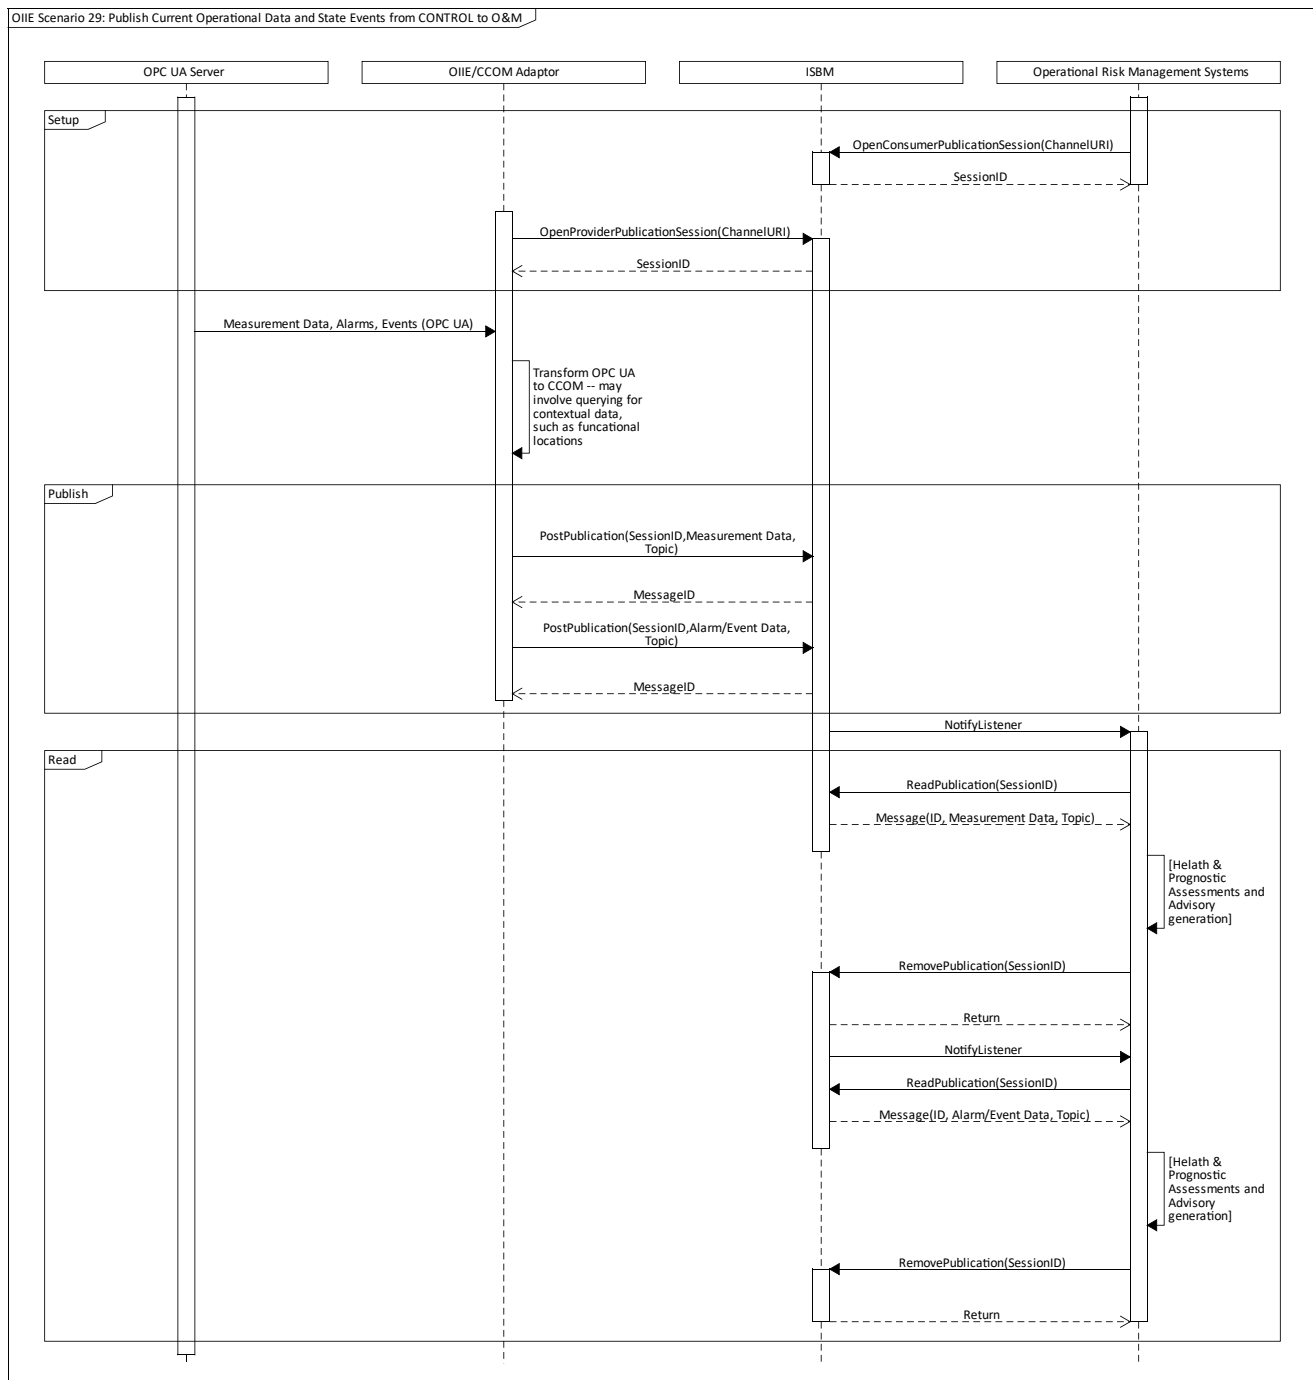 OIIE Scenario 29: Publish Current Operational Data and State Events from CONTROL to O&M
OPC UA Server
OIIE/CCOM Adaptor
ISBM
Operational Risk Management Systems
Setup
OpenConsumerPublicationSession(ChannelURI)
SessionID
OpenProviderPublicationSession(ChannelURI)
SessionID
Measurement Data, Alarms, Events (OPC UA)
Transform OPC UA
to CCOM -- may
involve querying for
contextual data,
such as funcational
locations
Publish
PostPublication(SessionID,Measurement Data,
Topic)
MessageID
PostPublication(SessionID,Alarm/Event Data,
Topic)
MessageID
NotifyListener
Read
ReadPublication(SessionID)
Message(ID, Measurement Data, Topic)
[Helath &
Prognostic
Assessments and
Advisory
generation]
RemovePublication(SessionID)
Return
NotifyListener
ReadPublication(SessionID)
Message(ID, Alarm/Event Data, Topic)
[Helath &
Prognostic
Assessments and
Advisory
generation]
RemovePublication(SessionID)
Return